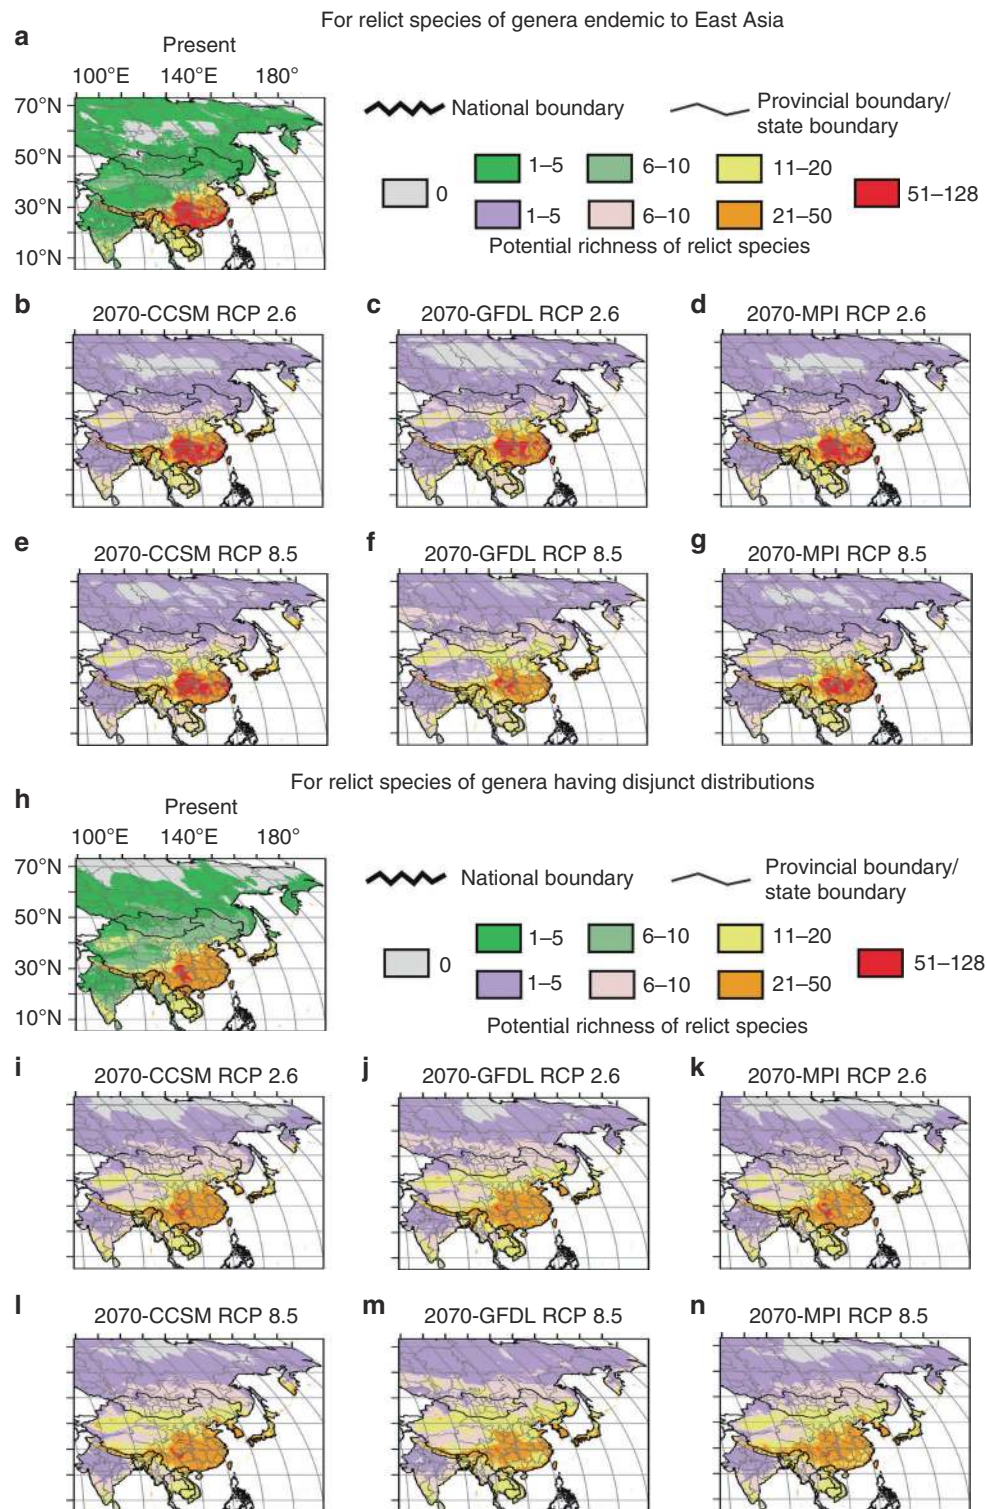 For relict species of genera endemic to East Asia
a
Present
100°E 140°E 180°
70°N
50°N
30°N
10°N
National boundary
Provincial boundary/
state boundary
0
1–5
6–10
11–20
51–128
1–5
6–10
21–50
Potential richness of relict species
b
2070-CCSM RCP 2.6
c
2070-GFDL RCP 2.6
d
2070-MPI RCP 2.6
e
2070-CCSM RCP 8.5
f
2070-GFDL RCP 8.5
g
2070-MPI RCP 8.5
For relict species of genera having disjunct distributions
h
Present
100°E 140°E 180°
70°N
50°N
30°N
10°N
National boundary
Provincial boundary/
state boundary
0
1–5
6–10
11–20
51–128
1–5
6–10
21–50
Potential richness of relict species
i
2070-CCSM RCP 2.6
j
2070-GFDL RCP 2.6
k
2070-MPI RCP 2.6
l
2070-CCSM RCP 8.5
m
2070-GFDL RCP 8.5
n
2070-MPI RCP 8.5